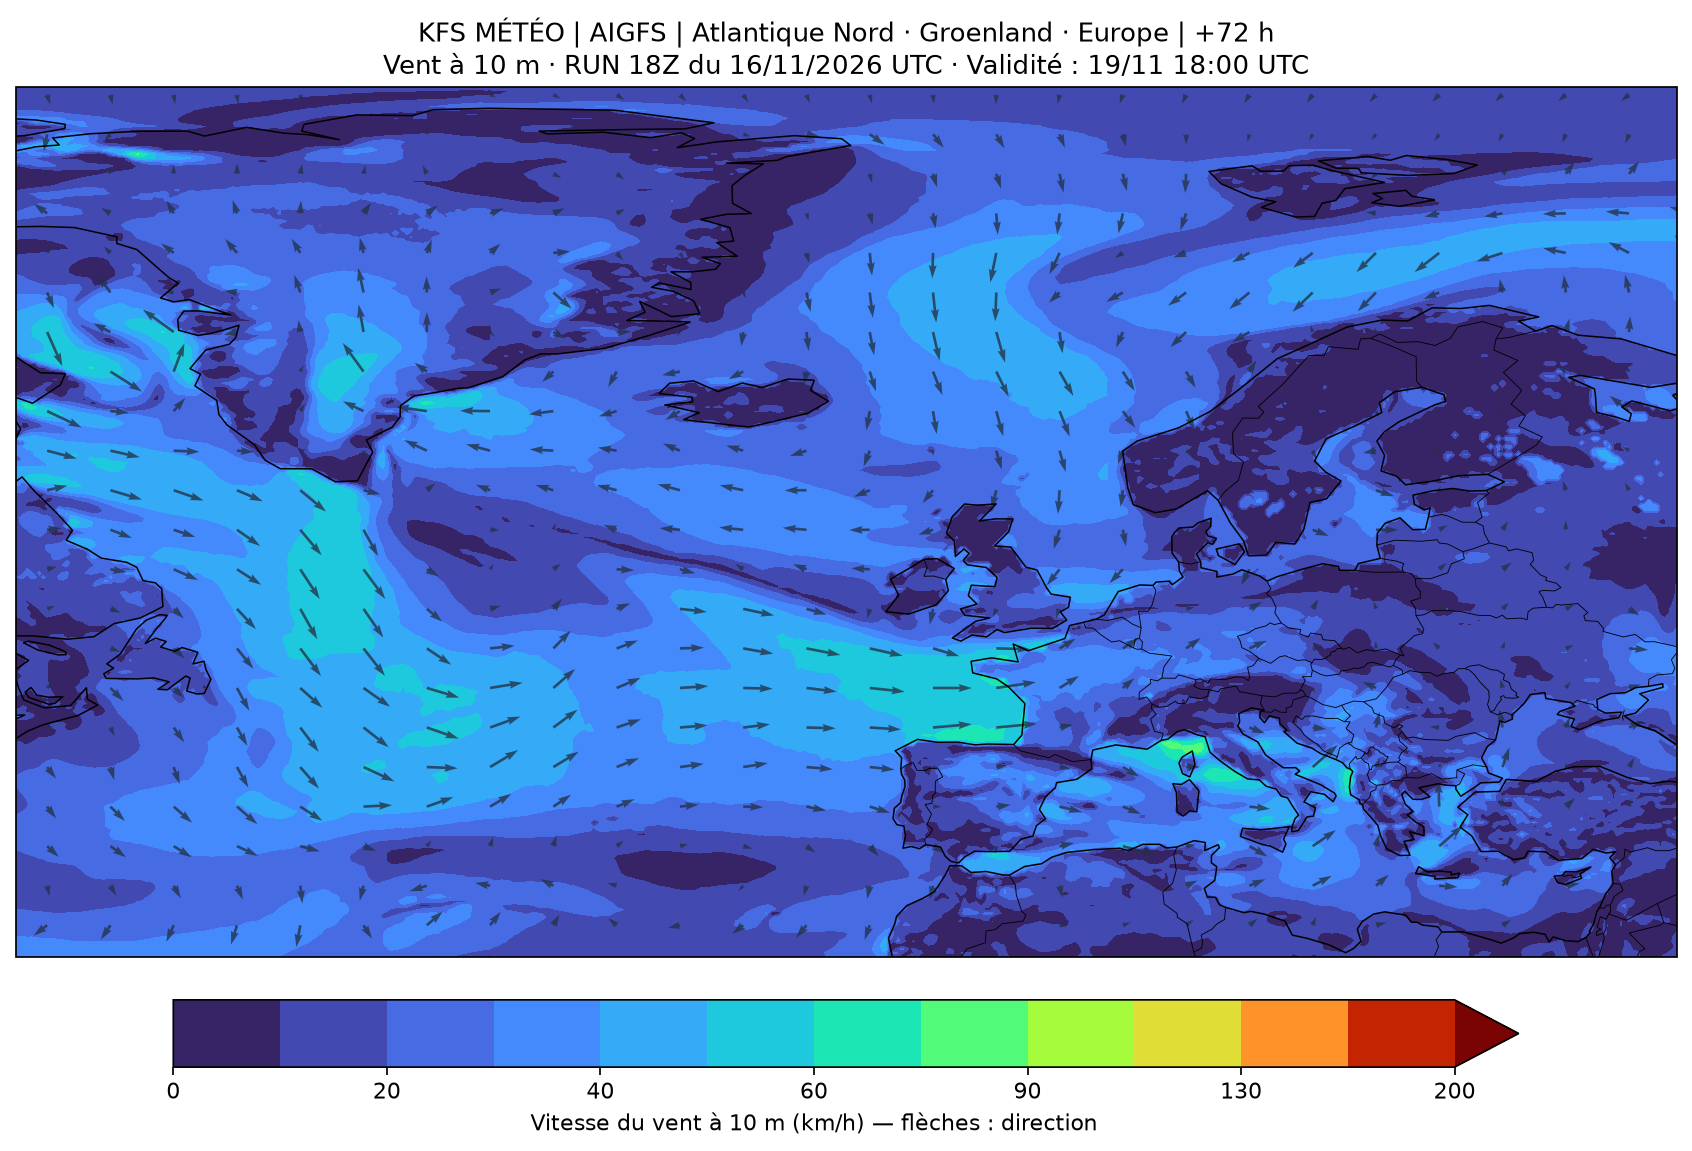 KFS MÉTÉO | AIGFS | Atlantique Nord · Groenland · Europe | +72 h
Vent à 10 m · RUN 18Z du 16/11/2026 UTC · Validité : 19/11 18:00 UTC
0 20 40 60 90 130 200
Vitesse du vent à 10 m (km/h) — flèches : direction